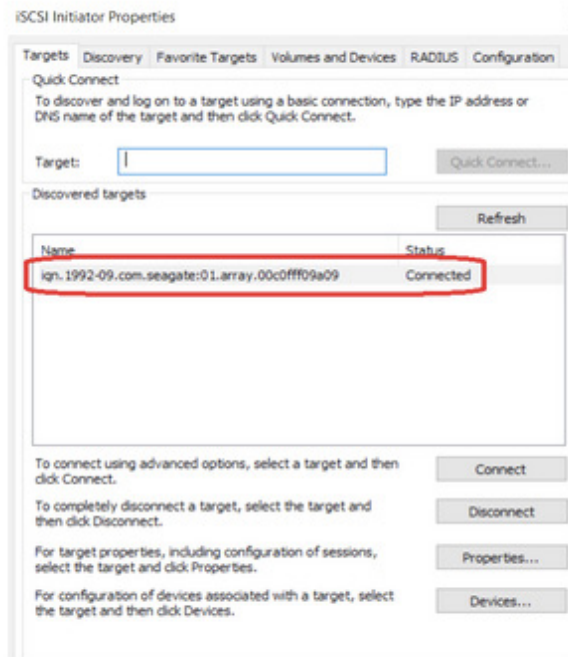 iSCSI Initiator Properties
Targets Discovery Favorite Targets Volumes and Devices RADIUS Configuration
Quick Connect
To discover and log on to a target using a basic connection, type the IP address or
DNS name of the target and then click Quick Connect.
Target:
Quick Connect...
Discovered targets
Refresh
Name Status
iqn.1992-09.com.seagate:01.array.00c0fff09a09 Connected
To connect using advanced options, select a target and then
click Connect.
Connect
To completely disconnect a target, select the target and
then click Disconnect.
Disconnect
For target properties, including configuration of sessions,
select the target and click Properties.
Properties...
For configuration of devices associated with a target, select
the target and then click Devices.
Devices...